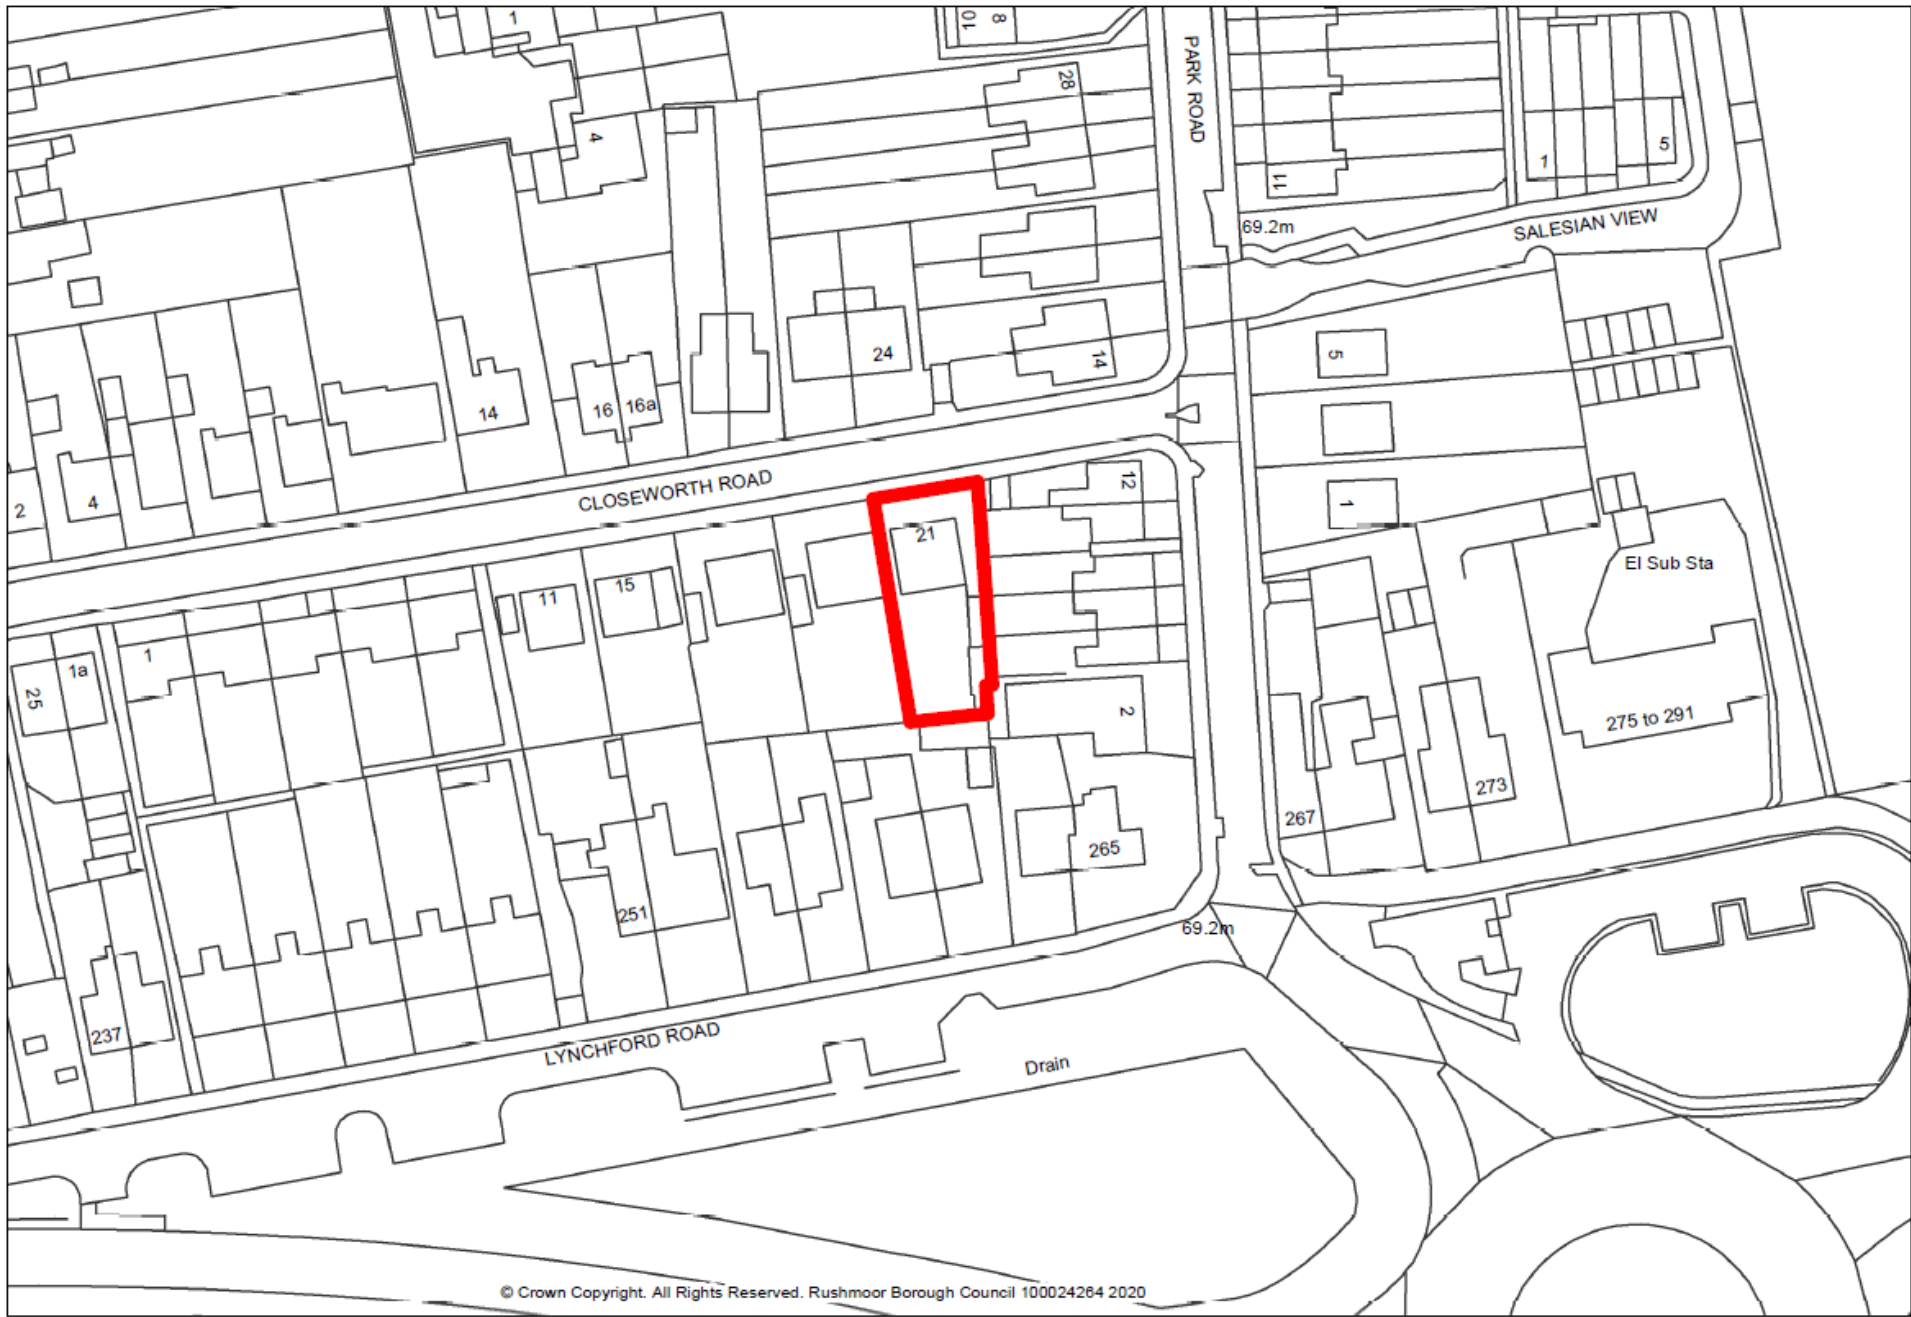 1
10
8
PARK ROAD
28
4
11
1
5
69.2m
SALESIAN VIEW
5
24
14
14
16
16a
2
4
CLOSEWORTH ROAD
12
1
21
El Sub Sta
11
15
1a
1
25
2
275 to 291
273
267
265
251
69.2m
237
LYNCHFORD ROAD
Drain
© Crown Copyright. All Rights Reserved. Rushmoor Borough Council 100024264 2020